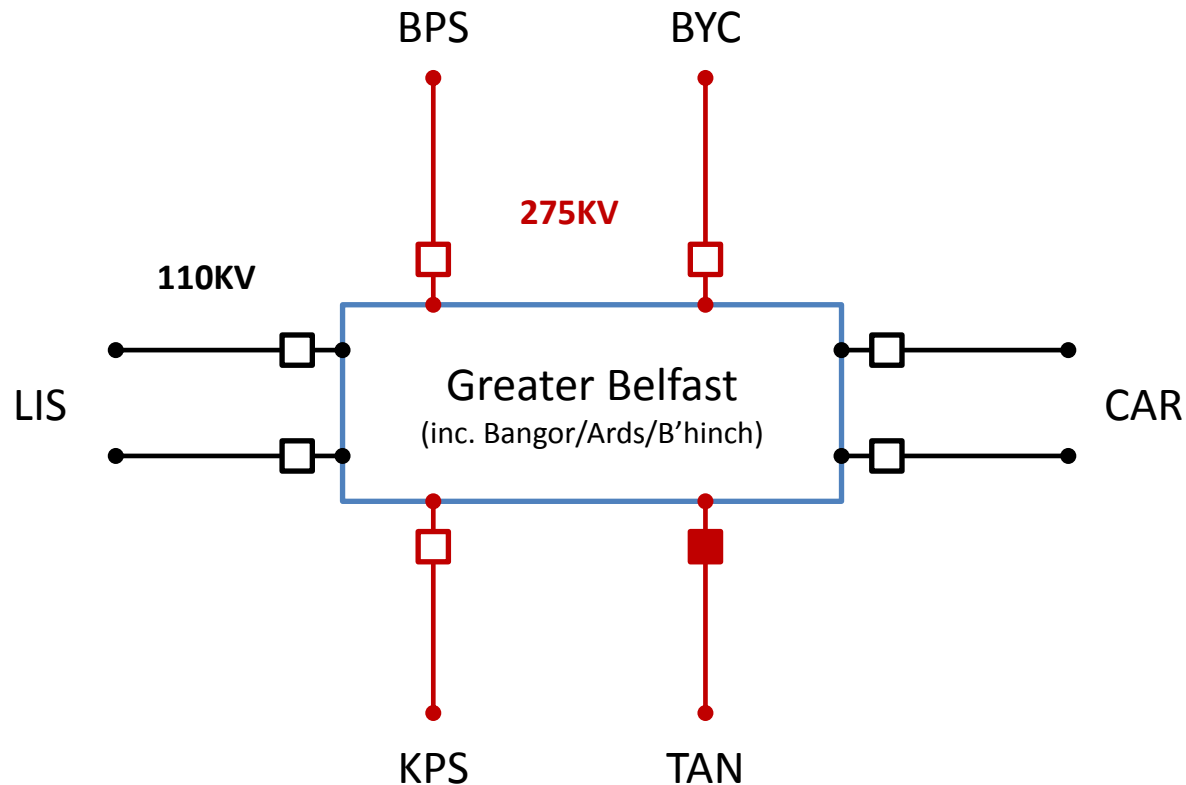 BPS
BYC
275KV
110KV
LIS
Greater Belfast
(inc. Bangor/Ards/B'hinch)
CAR
KPS
TAN